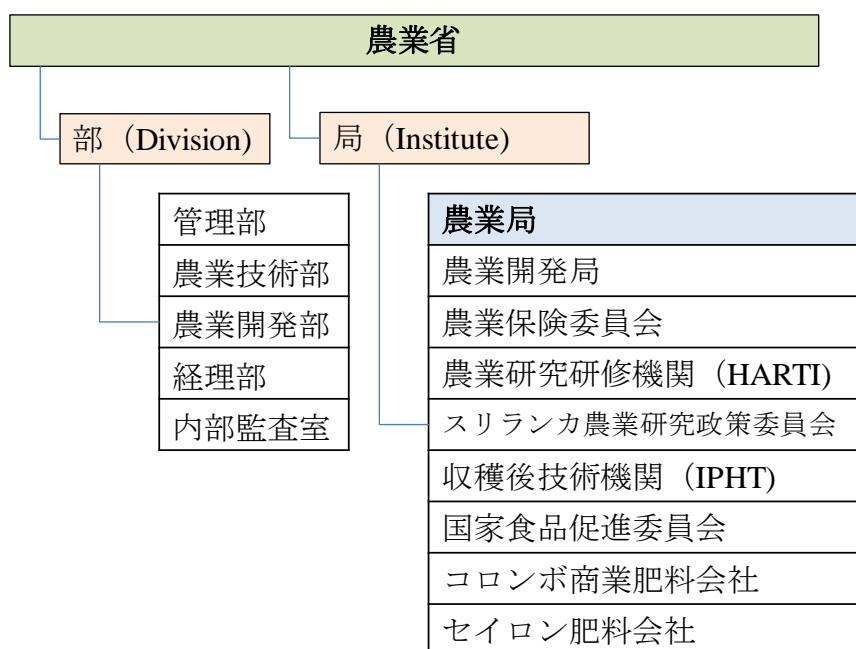 農業省
部（Division)
局（Institute)
管理部
農業技術部
農業開発部
経理部
内部監査室
農業局
農業開発局
農業保険委員会
農業研究研修機関（HARTI)
スリランカ農業研究政策委員会
収穫後技術機関（IPHT)
国家食品促進委員会
コロンボ商業肥料会社
セイロン肥料会社